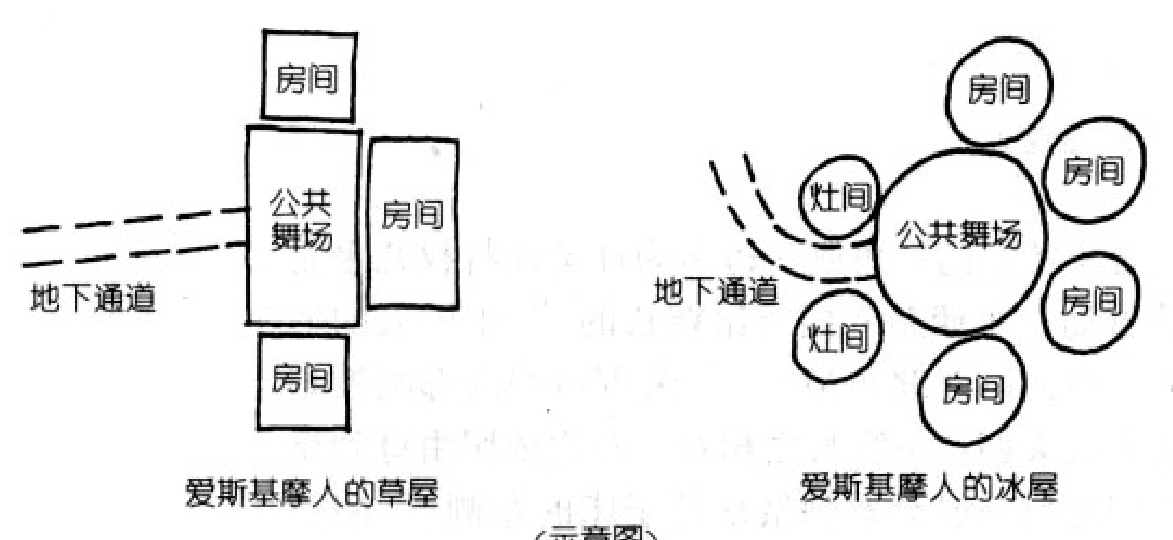 房间
公共
舞场
房间
地下通道
房间
爱斯基摩人的草屋
房间
房间
灶间
公共舞场
地下通道
房间
灶间
房间
爱斯基摩人的冰屋
(示意图)